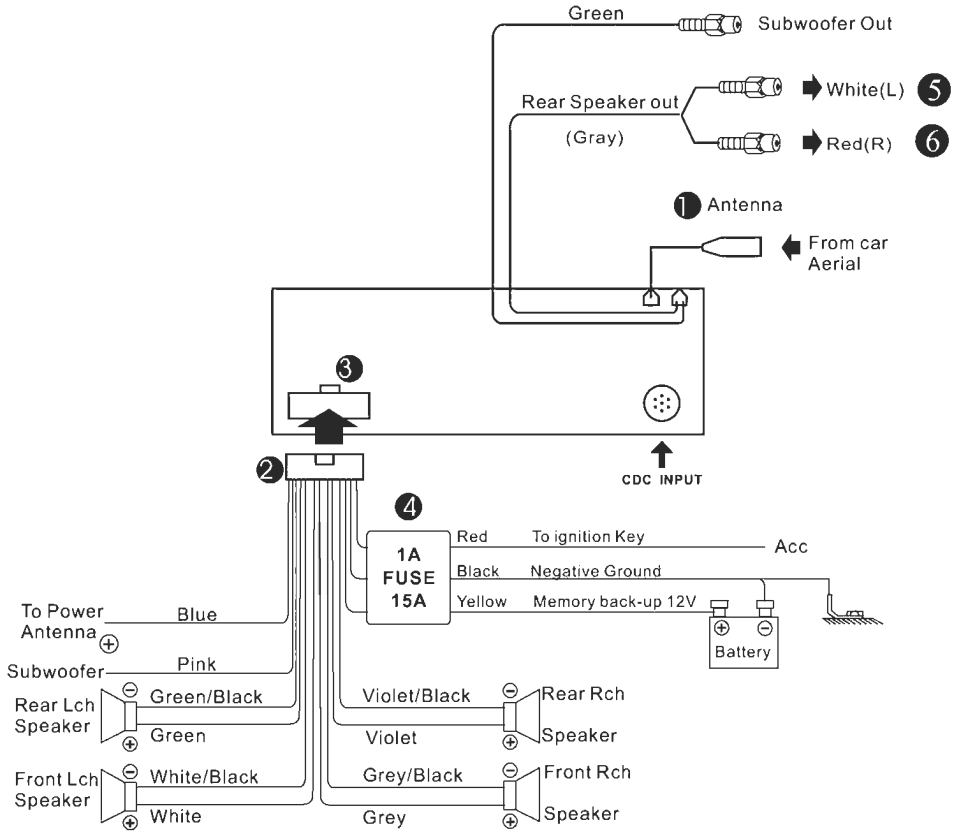 Green
Subwoofer Out
Rear Speaker out
(Gray)
White(L)
5
Red(R)
6
1 Antenna
From car
Aerial
3
CDC INPUT
2
4
1A
FUSE
15A
Red
To ignition Key
Acc
Black
Negative Ground
Yellow
Memory back-up 12V
+
−
Battery
To Power
Antenna
+
Blue
Subwoofer
Pink
Rear Lch
Speaker
−
+
Green/Black
Green
Violet/Black
Violet
−
+
Rear Rch
Speaker
Front Lch
Speaker
−
+
White/Black
White
Grey/Black
Grey
−
+
Front Rch
Speaker